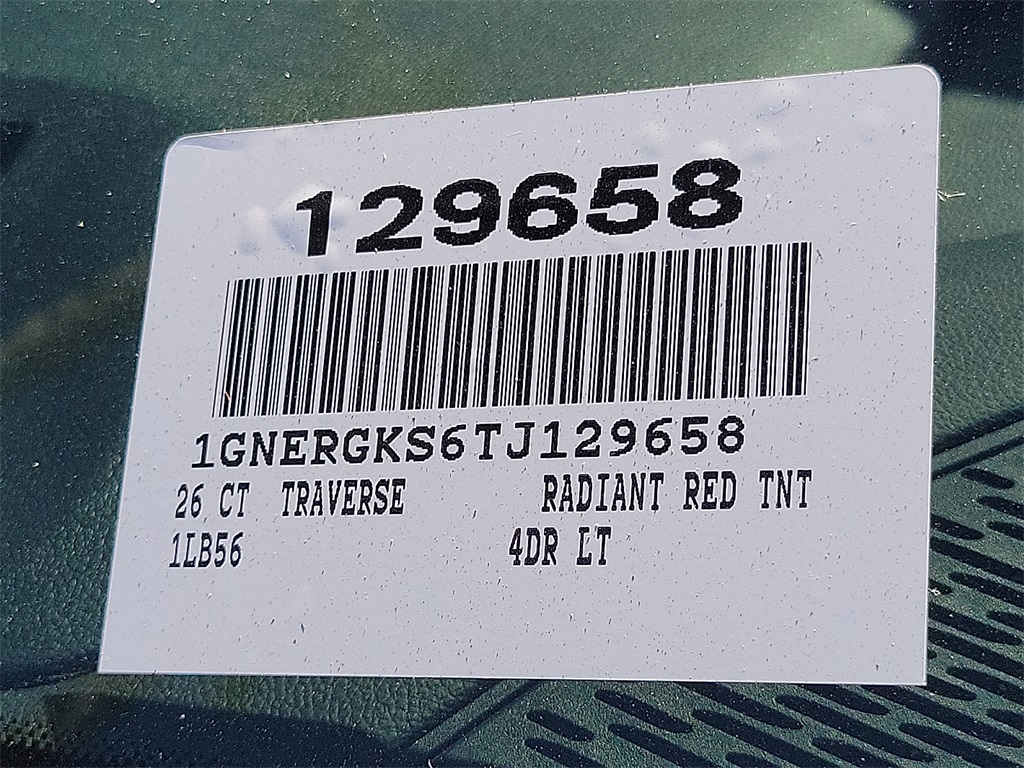 129658
1GNERGKS6TJ129658
26 CT TRAVERSE RADIANT RED TNT
1LB56 4DR LT